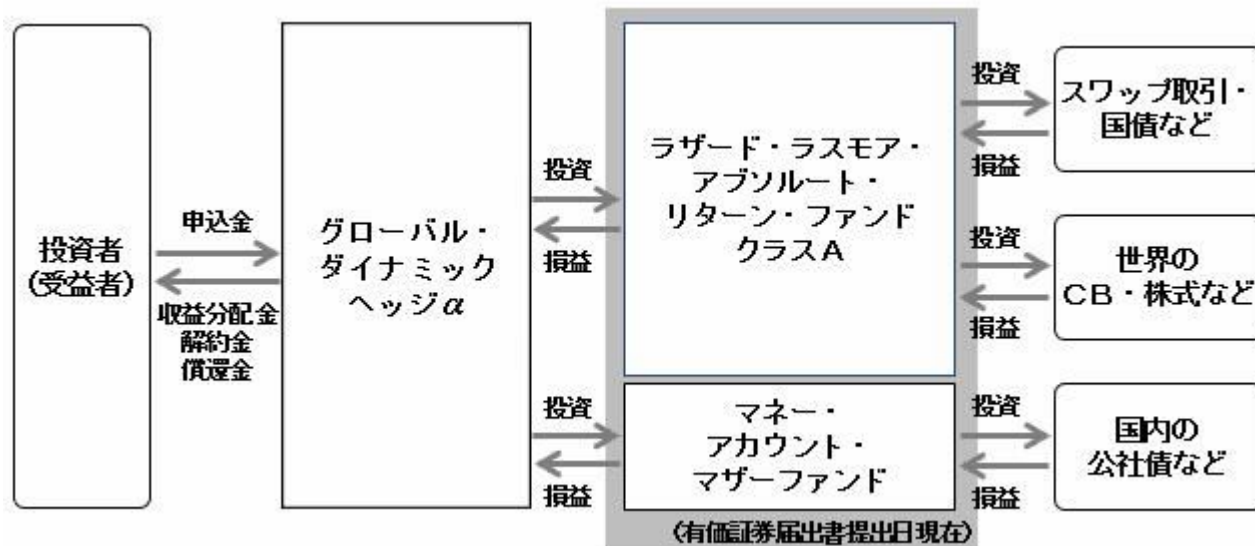 投資者
(受益者)
申込金
収益分配金
解約金
償還金
グローバル・
ダイナミック
ヘッジα
投資
損益
投資
損益
ラザード・ラスモア・
アブソルート・
リターン・ファンド
クラスA
マネー・
アカウント・
マザーファンド
(有価証券届出書提出日現在)
投資
損益
投資
損益
投資
損益
スワップ取引・
国債など
世界の
CB・株式など
国内の
公社債など